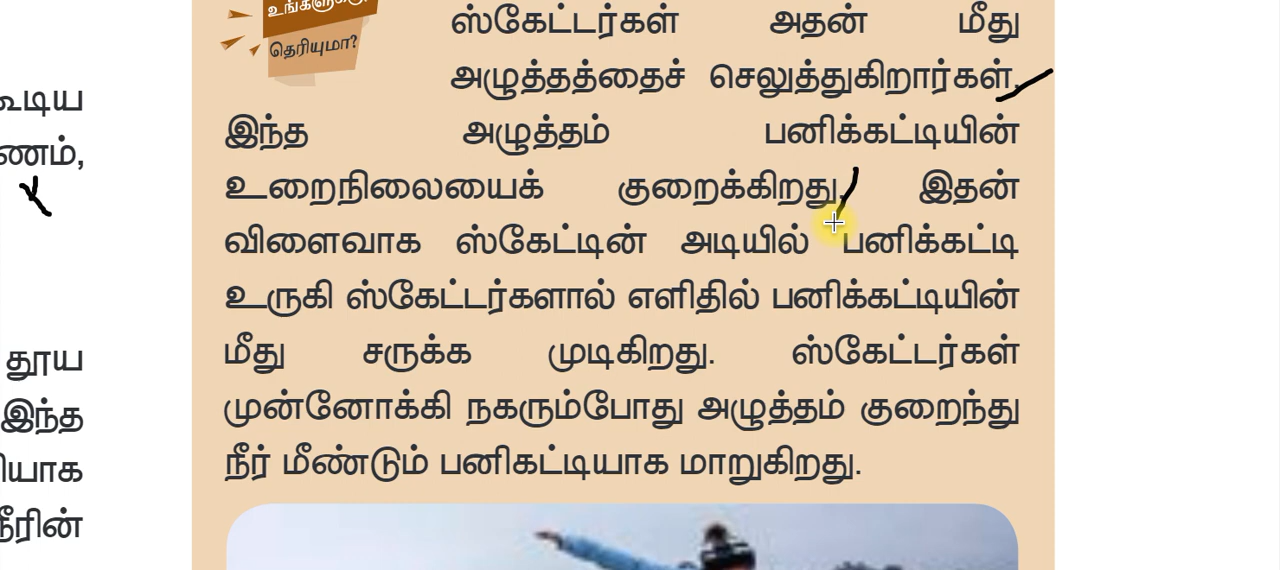 கூடிய
ணம்,
தூய
இந்த
யாக
நீரின்
உங்களுக்கு
தெரியுமா?
ஸ்கேட்டர்கள் அதன் மீது
அழுத்தத்தைச் செலுத்துகிறார்கள்.
இந்த அழுத்தம் பனிக்கட்டியின்
உறைநிலையைக் குறைக்கிறது. இதன்
விளைவாக ஸ்கேட்டின் அடியில் பனிக்கட்டி
உருகி ஸ்கேட்டர்களால் எளிதில் பனிக்கட்டியின்
மீது சருக்க முடிகிறது. ஸ்கேட்டர்கள்
முன்னோக்கி நகரும்போது அழுத்தம் குறைந்து
நீர் மீண்டும் பனிகட்டியாக மாறுகிறது.